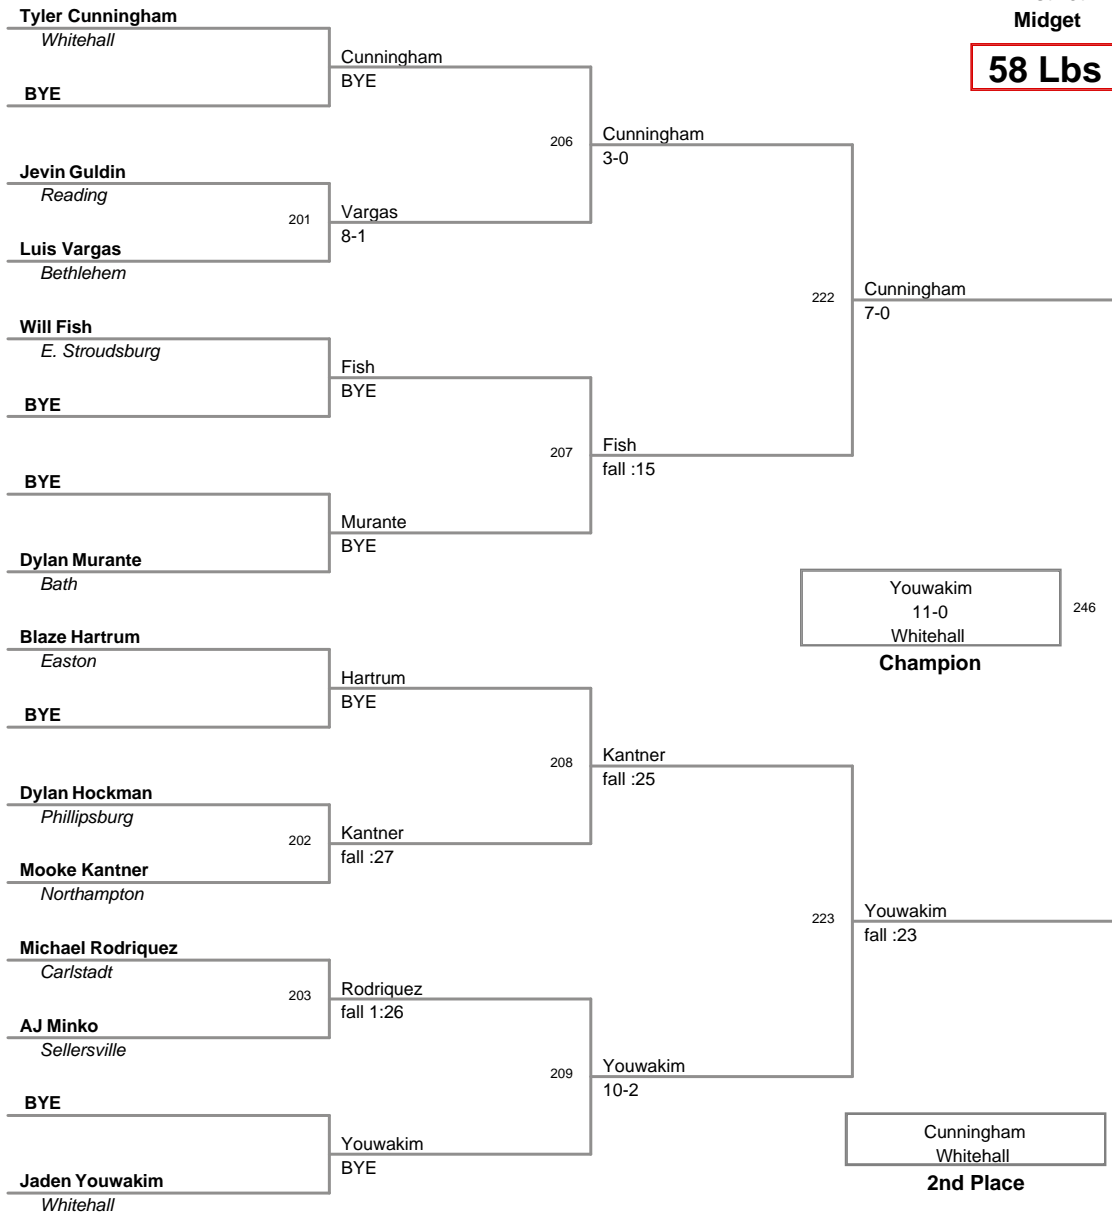 Midget
58 Lbs
Tyler Cunningham
Whitehall
BYE
Cunningham
BYE
206
Cunningham
3-0
Jevin Guldin
Reading
201
Luis Vargas
Bethlehem
Vargas
8-1
222
Cunningham
7-0
Will Fish
E. Stroudsburg
BYE
Fish
BYE
207
Fish
fall :15
BYE
Dylan Murante
Bath
Murante
BYE
Youwakim
11-0
Whitehall
246
Champion
Blaze Hartrum
Easton
BYE
Hartrum
BYE
208
Kantner
fall :25
Dylan Hockman
Phillipsburg
202
Mooke Kantner
Northampton
Kantner
fall :27
223
Youwakim
fall :23
Michael Rodriquez
Carlstadt
203
AJ Minko
Sellersville
Rodriquez
fall 1:26
209
Youwakim
10-2
BYE
Jaden Youwakim
Whitehall
Youwakim
BYE
Cunningham
Whitehall
2nd Place